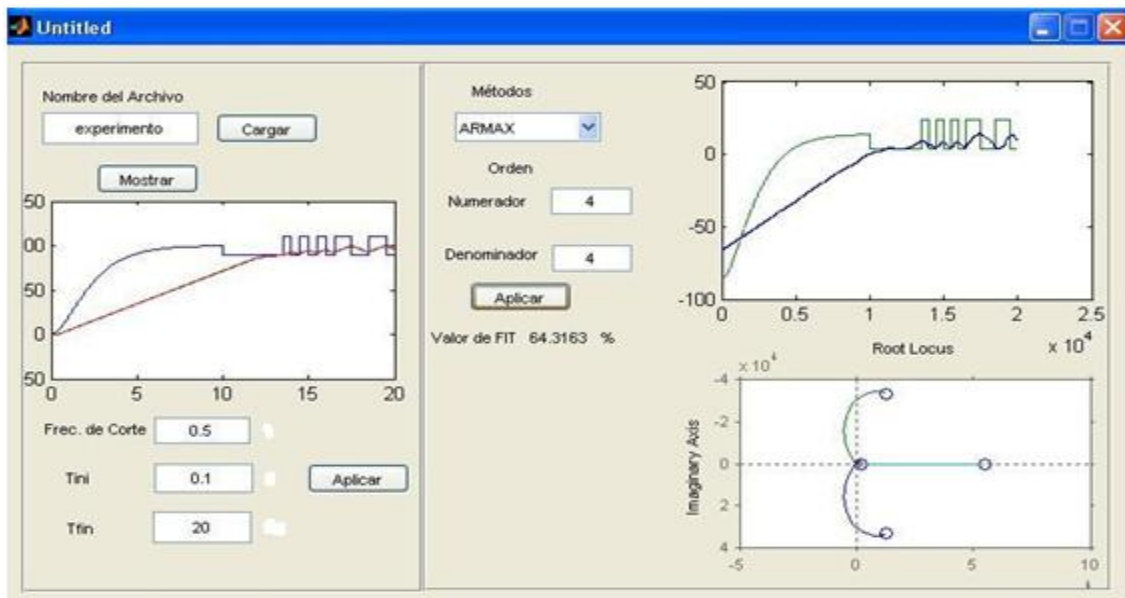 Untitled
Nombre del Archivo
experimento
Cargar
Mostrar
50
00
50
0
50
0 5 10 15 20
Frec. de Corte 0.5
Tini 0.1
Aplicar
Tfin 20
Métodos
ARMAX
Orden
Numerador 4
Denominador 4
Aplicar
Valor de FIT 64.3163 %
50
0
-50
-100
0 0.5 1 1.5 2 2.5
x 10^4
Root Locus
x 10^4
Imaginary Axis
-4
-2
0
2
4
-5 0 5 10